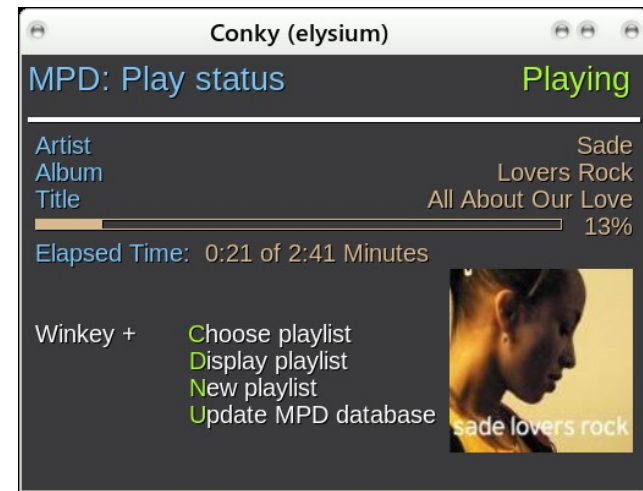 Conky (elysium)
MPD: Play status Playing
Artist Sade
Album Lovers Rock
Title All About Our Love
13%
Elapsed Time: 0:21 of 2:41 Minutes
Winkey + Choose playlist
Display playlist
New playlist
Update MPD database
sade lovers rock